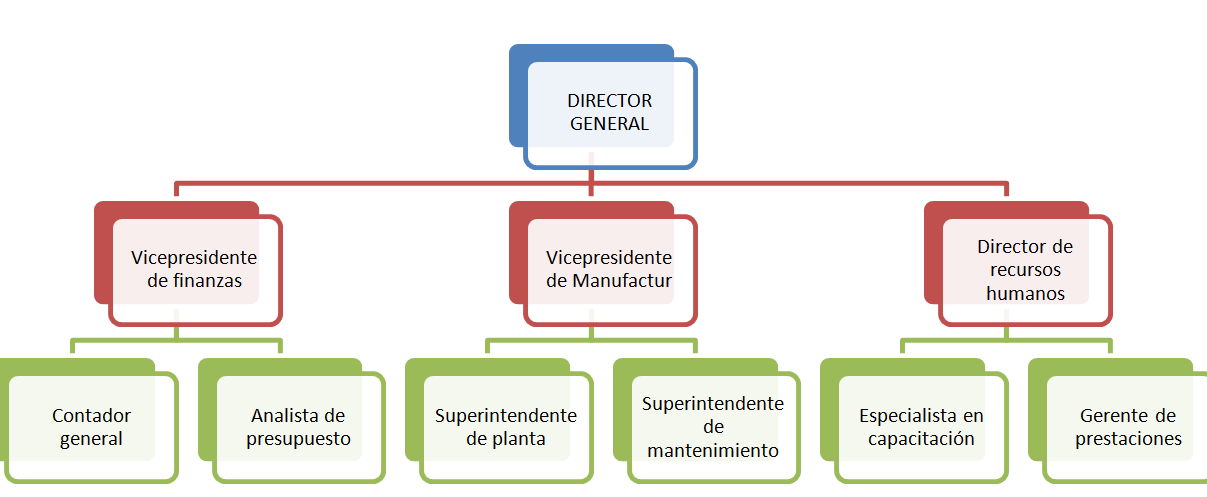 DIRECTOR
GENERAL
Vicepresidente
de finanzas
Vicepresidente
de Manufactur
Director de
recursos
humanos
Contador
general
Analista de
presupuesto
Superintendente
de planta
Superintendente
de
mantenimiento
Especialista en
capacitación
Gerente de
prestaciones